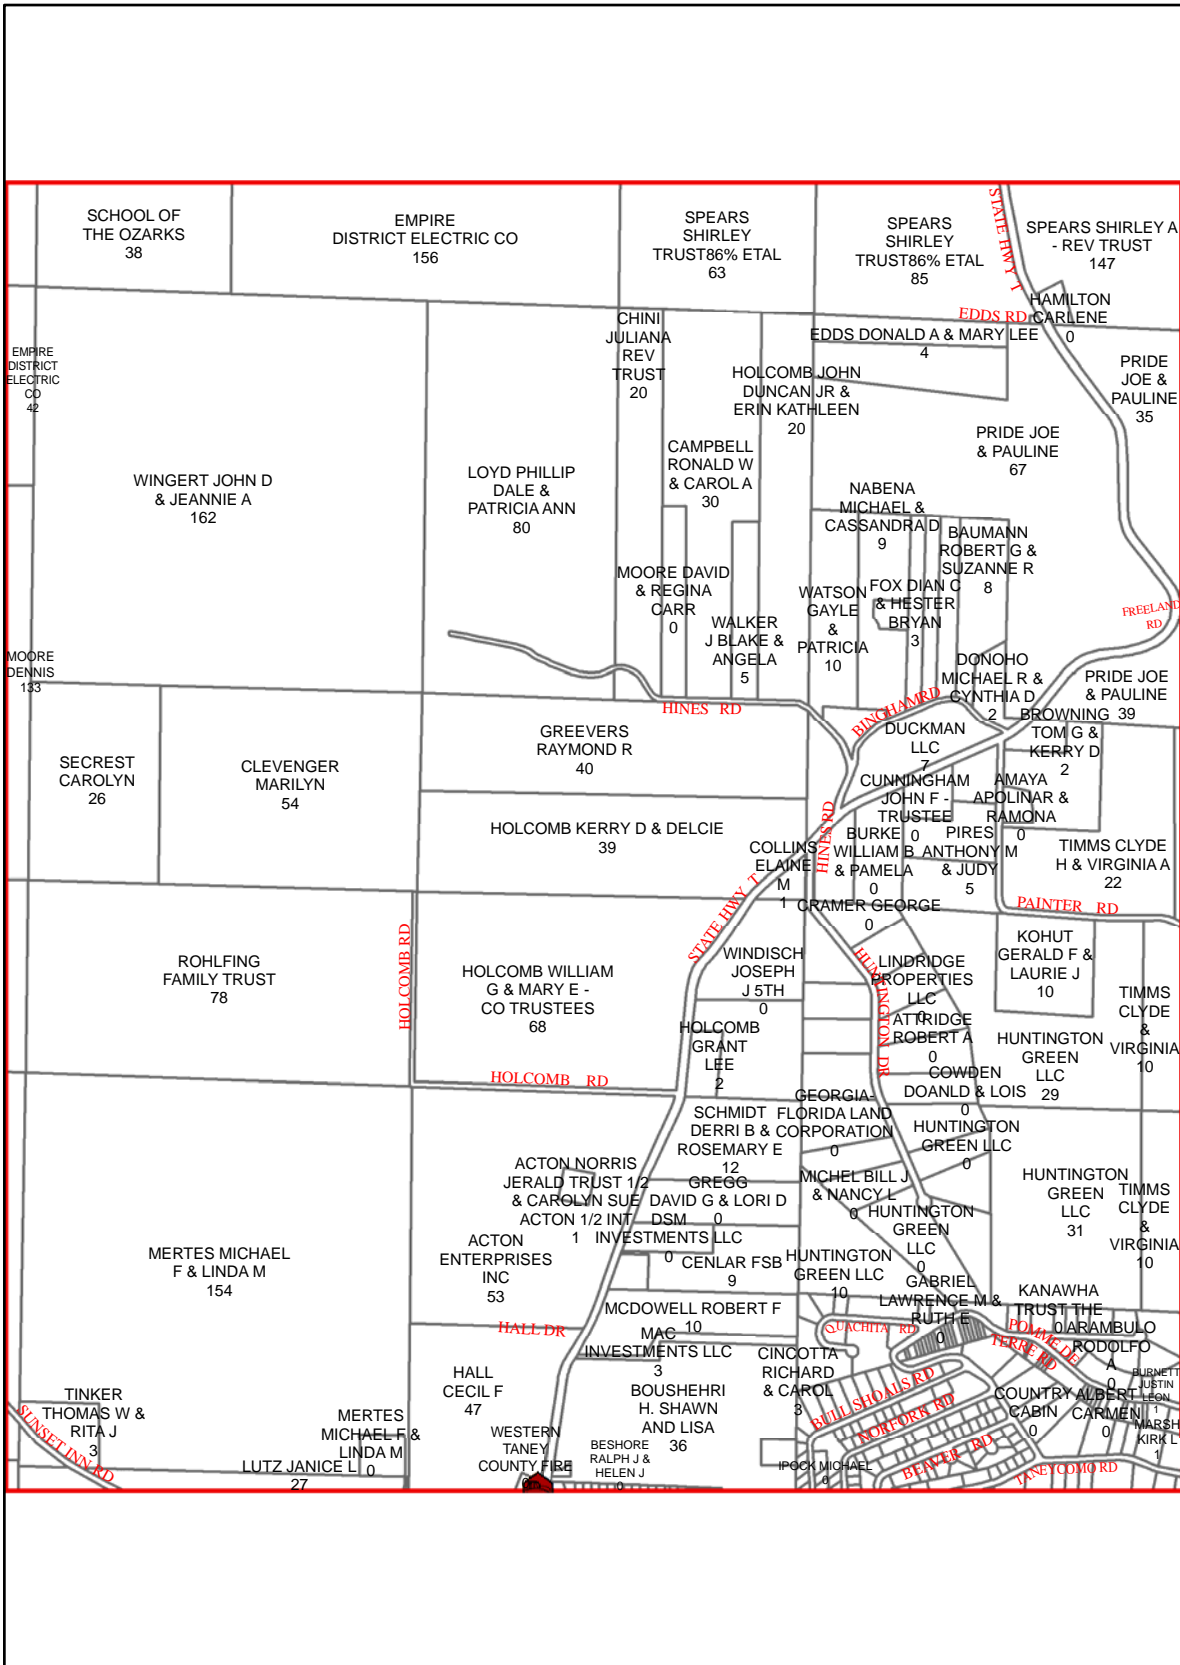 SCHOOL OF
THE OZARKS
38
EMPIRE
DISTRICT ELECTRIC CO
156
SPEARS
SHIRLEY
TRUST86% ETAL
63
SPEARS
SHIRLEY
TRUST86% ETAL
85
STATE HWY T
SPEARS SHIRLEY A
- REV TRUST
147
HAMILTON
CARLENE
0
EDDS RD
EDDS DONALD A & MARY LEE
4
PRIDE
JOE &
PAULINE
35
EMPIRE
DISTRICT
ELECTRIC
CO
42
CHINI
JULIANA
REV
TRUST
20
HOLCOMB JOHN
DUNCAN JR &
ERIN KATHLEEN
20
PRIDE JOE
& PAULINE
67
WINGERT JOHN D
& JEANNIE A
162
LOYD PHILLIP
DALE &
PATRICIA ANN
80
CAMPBELL
RONALD W
& CAROL A
30
NABENA
MICHAEL &
CASSANDRA D
9
BAUMANN
ROBERT G &
SUZANNE R
8
MOORE DAVID
& REGINA
CARR
0
WALKER
J BLAKE &
ANGELA
5
WATSON
GAYLE
&
PATRICIA
10
FOX DIAN C
& HESTER
BRYAN
3
FREELAND
RD
MOORE
DENNIS
133
DONOHO
MICHAEL R &
CYNTHIA D
2
PRIDE JOE
& PAULINE
39
HINES RD
BINGHAM RD
DUCKMAN
LLC
7
BROWNING
TOM G &
KERRY D
2
SECREST
CAROLYN
26
CLEVENGER
MARILYN
54
GREEVERS
RAYMOND R
40
CUNNINGHAM
JOHN F -
TRUSTEE
0
AMAYA
APOLINAR &
RAMONA
0
HOLCOMB KERRY D & DELCIE
39
HINES RD
COLLINS
ELAINE
M
1
BURKE
WILLIAM B
& PAMELA
0
PIRES
ANTHONY M
& JUDY
5
TIMMS CLYDE
H & VIRGINIA A
22
STATE HWY T
CRAMER GEORGE
0
PAINTER RD
ROHLFING
FAMILY TRUST
78
HOLCOMB RD
HOLCOMB WILLIAM
G & MARY E -
CO TRUSTEES
68
WINDISCH
JOSEPH
J 5TH
0
HUNTINGTON DR
LINDRIDGE
PROPERTIES
LLC
0
KOHUT
GERALD F &
LAURIE J
10
TIMMS
CLYDE
&
VIRGINIA
10
HOLCOMB
GRANT
LEE
2
ATTRIDGE
ROBERT A
0
HUNTINGTON
GREEN
LLC
29
HOLCOMB RD
COWDEN
DOANLD & LOIS
0
SCHMIDT
DERRI B &
ROSEMARY E
12
GEORGIA-
FLORIDA LAND
CORPORATION
0
HUNTINGTON
GREEN LLC
0
ACTON NORRIS
JERALD TRUST 1/2
& CAROLYN SUE
ACTON 1/2 INT
1
GREGG
DAVID G & LORI D
0
MICHEL BILL J
& NANCY L
0
HUNTINGTON
GREEN
LLC
31
TIMMS
CLYDE
&
VIRGINIA
10
DSM
INVESTMENTS LLC
0
HUNTINGTON
GREEN
LLC
0
MERTES MICHAEL
F & LINDA M
154
ACTON
ENTERPRISES
INC
53
CENLAR FSB
9
HUNTINGTON
GREEN LLC
10
GABRIEL
LAWRENCE M &
RUTH E
0
KANAWHA
TRUST THE
0
MCDOWELL ROBERT F
10
HALL DR
QUACHITA RD
POMME DE
TERRE RD
ARAMBULO
RODOLFO
A
0
MAC
INVESTMENTS LLC
3
CINCOTTA
RICHARD
& CAROL
3
BULL SHOALS RD
HALL
CECIL F
47
BOUSHEHRI
H. SHAWN
AND LISA
36
NORFORK RD
COUNTRY
CABIN
0
ALBERT
CARMEN
0
BURNETT
JUSTIN
LEON
1
MARSH
KIRK L
1
TINKER
THOMAS W &
RITA J
3
SUNSET INN RD
MERTES
MICHAEL F &
LINDA M
0
LUTZ JANICE L
27
WESTERN
TANEY
COUNTY FIRE
0
BESHORE
RALPH J &
HELEN J
0
IPOCK MICHAEL
0
BEAVER RD
TANEYCOMO RD